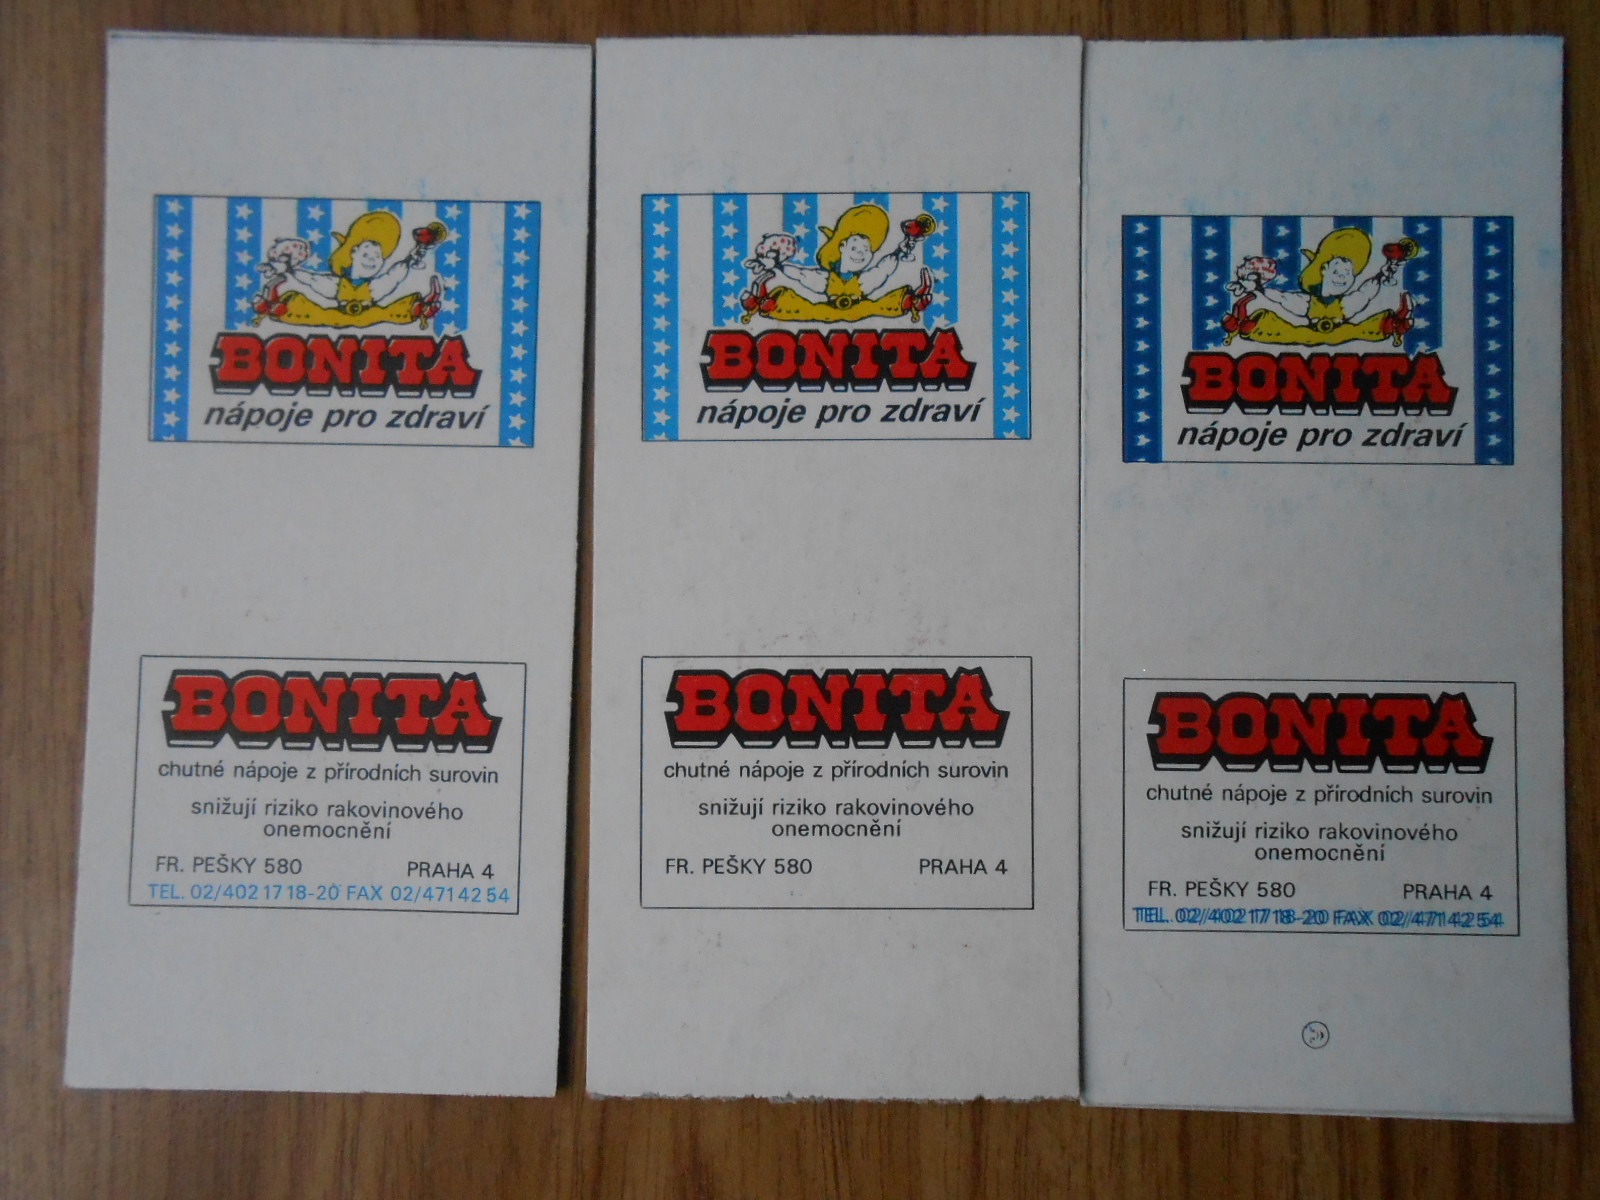 BONITA
nápoje pro zdraví
BONITA
chutné nápoje z přírodních surovin
snižují riziko rakovinového
onemocnění
FR. PEŠKY 580 PRAHA 4
TEL. 02/402 17 18-20 FAX 02/471 42 54
BONITA
nápoje pro zdraví
BONITA
chutné nápoje z přírodních surovin
snižují riziko rakovinového
onemocnění
FR. PEŠKY 580 PRAHA 4
BONITA
nápoje pro zdraví
BONITA
chutné nápoje z přírodních surovin
snižují riziko rakovinového
onemocnění
FR. PEŠKY 580 PRAHA 4
TEL. 02/402 17 18-20 FAX 02/471 42 54